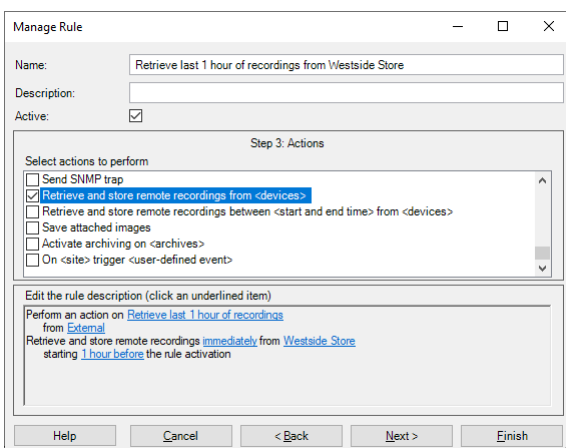 Manage Rule
Name:
Retrieve last 1 hour of recordings from Westside Store
Description:
Active:
Step 3: Actions
Select actions to perform
Send SNMP trap
Retrieve and store remote recordings from <devices>
Retrieve and store remote recordings between <start and end time> from <devices>
Save attached images
Activate archiving on <archives>
On <site> trigger <user-defined event>
Edit the rule description (click an underlined item)
Perform an action on Retrieve last 1 hour of recordings
from External
Retrieve and store remote recordings immediately from Westside Store
starting 1 hour before the rule activation
Help
Cancel
< Back
Next >
Finish